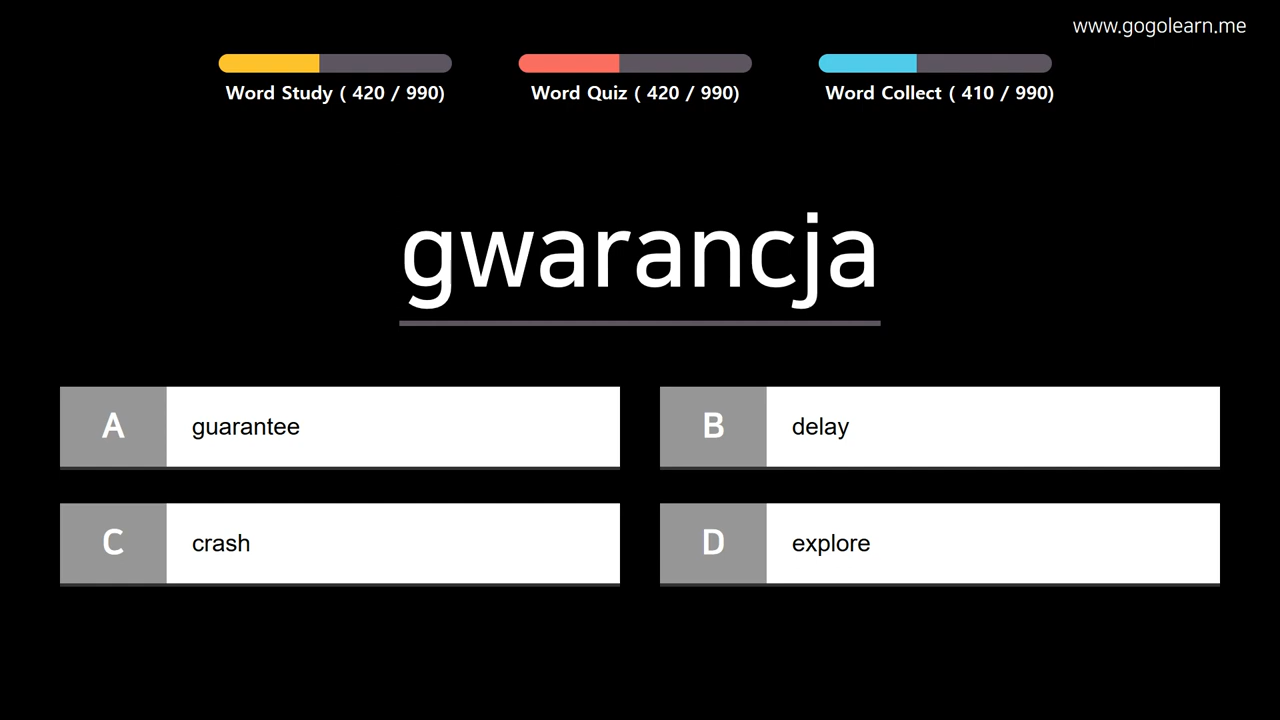 www.gogolearn.me
Word Study ( 420 / 990)
Word Quiz ( 420 / 990)
Word Collect ( 410 / 990)
gwarancja
A
guarantee
B
delay
C
crash
D
explore